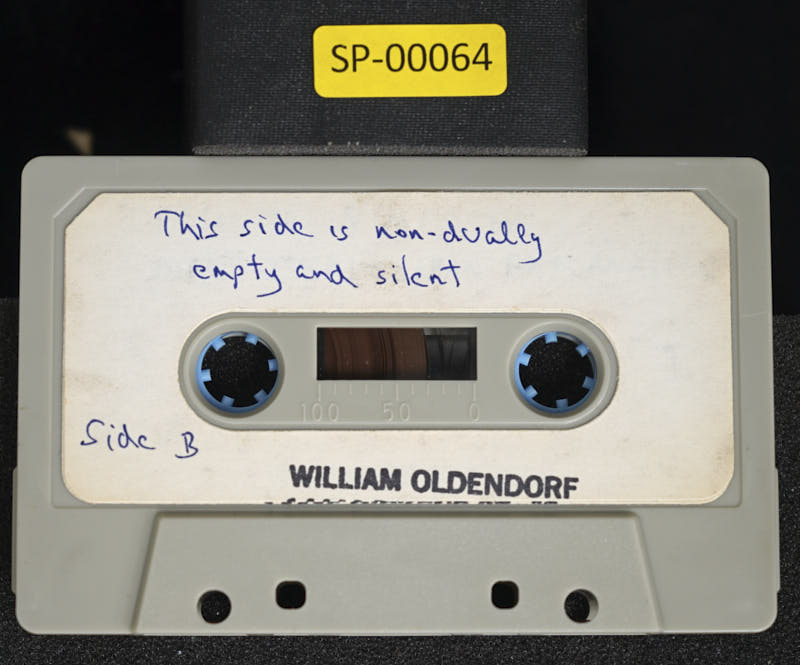 SP-00064
This side is non-dually
empty and silent
100 50 0
Side B
WILLIAM OLDENDORF